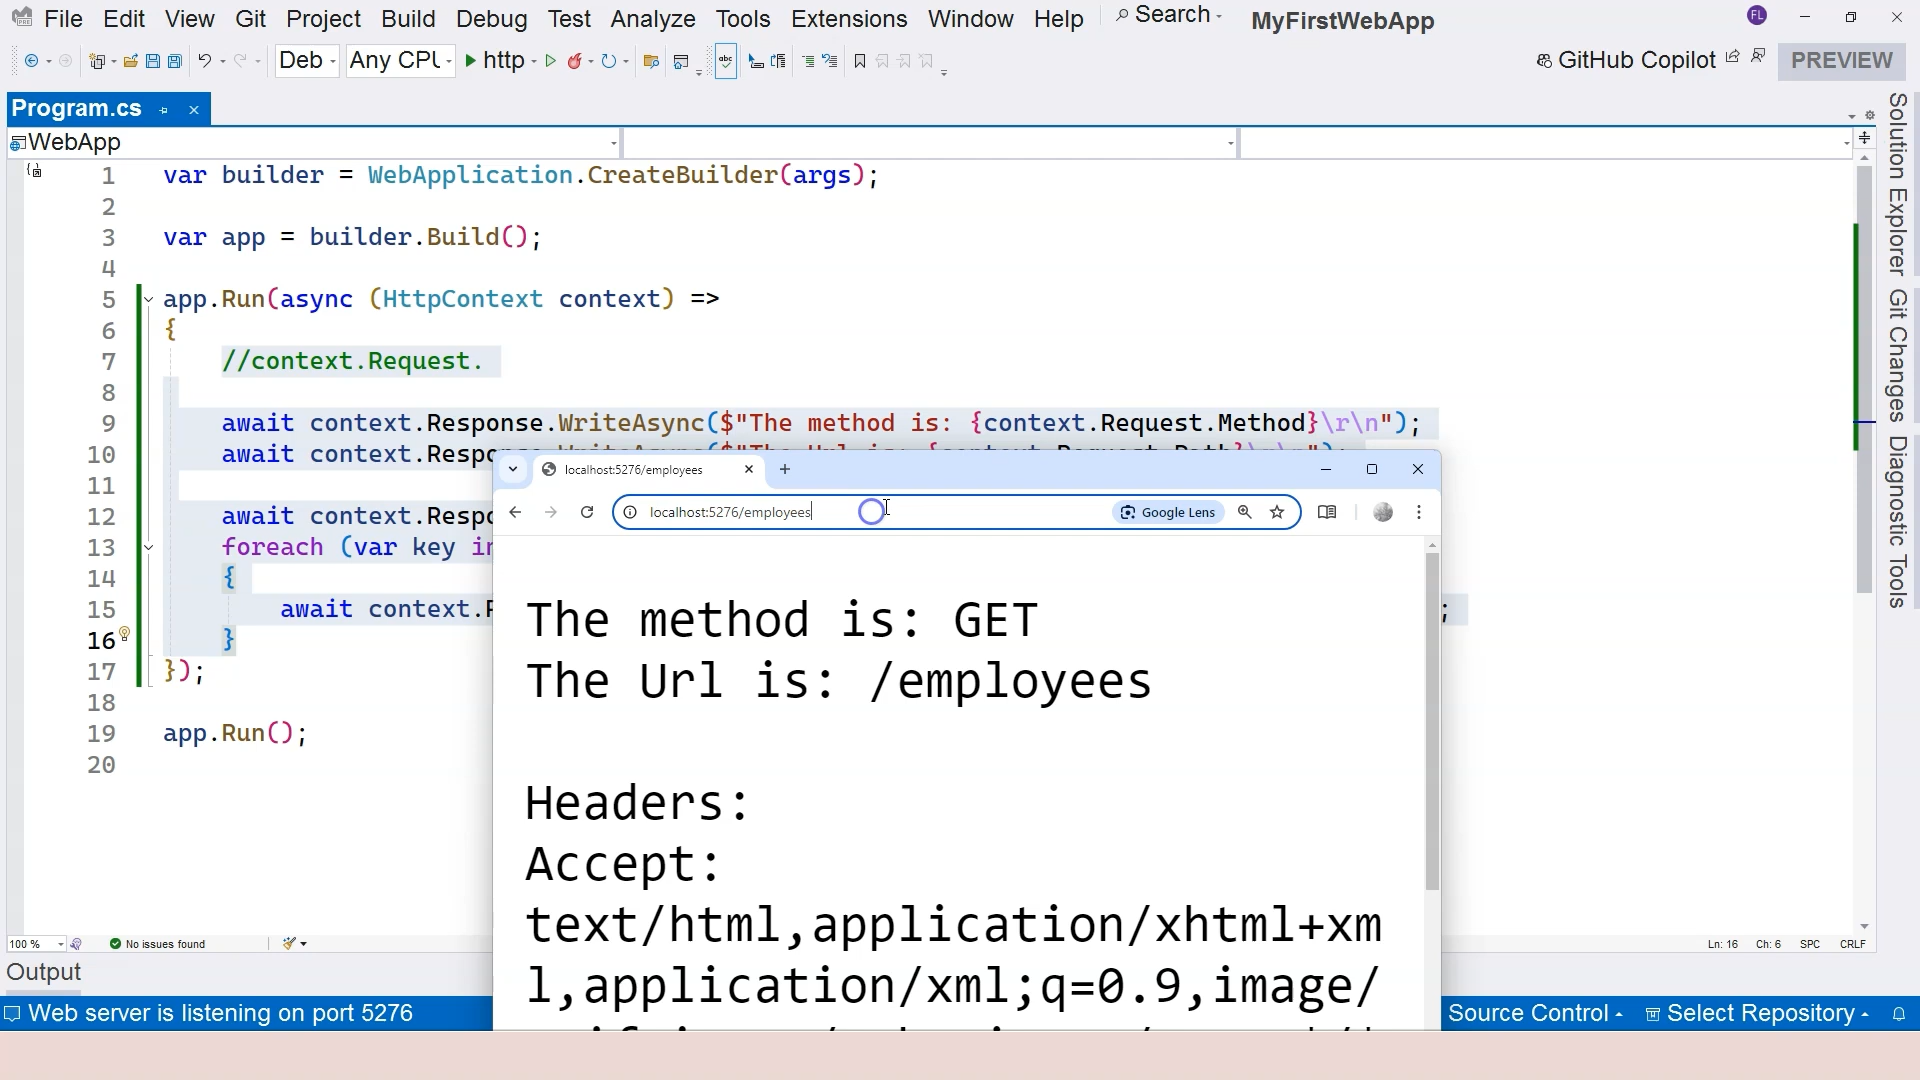 File Edit View Git Project Build Debug Test Analyze Tools Extensions Window Help Search MyFirstWebApp FL
Deb Any CPU http GitHub Copilot PREVIEW
Program.cs
WebApp
1 var builder = WebApplication.CreateBuilder(args);
2
3 var app = builder.Build();
4
5 app.Run(async (HttpContext context) =>
6 {
7 //context.Request.
8
9 await context.Response.WriteAsync($"The method is: {context.Request.Method}\r\n");
10 await context.Respo
11
12 await context.Respo
13 foreach (var key in
14 {
15 await context.R ;
16 }
17 });
18
19 app.Run();
20
localhost:5276/employees
localhost:5276/employees Google Lens
The method is: GET
The Url is: /employees
Headers:
Accept:
text/html,application/xhtml+xm
l,application/xml;q=0.9,image/
Solution Explorer
Git Changes
Diagnostic Tools
100 % No issues found Ln: 16 Ch: 6 SPC CRLF
Output
Web server is listening on port 5276 Source Control Select Repository